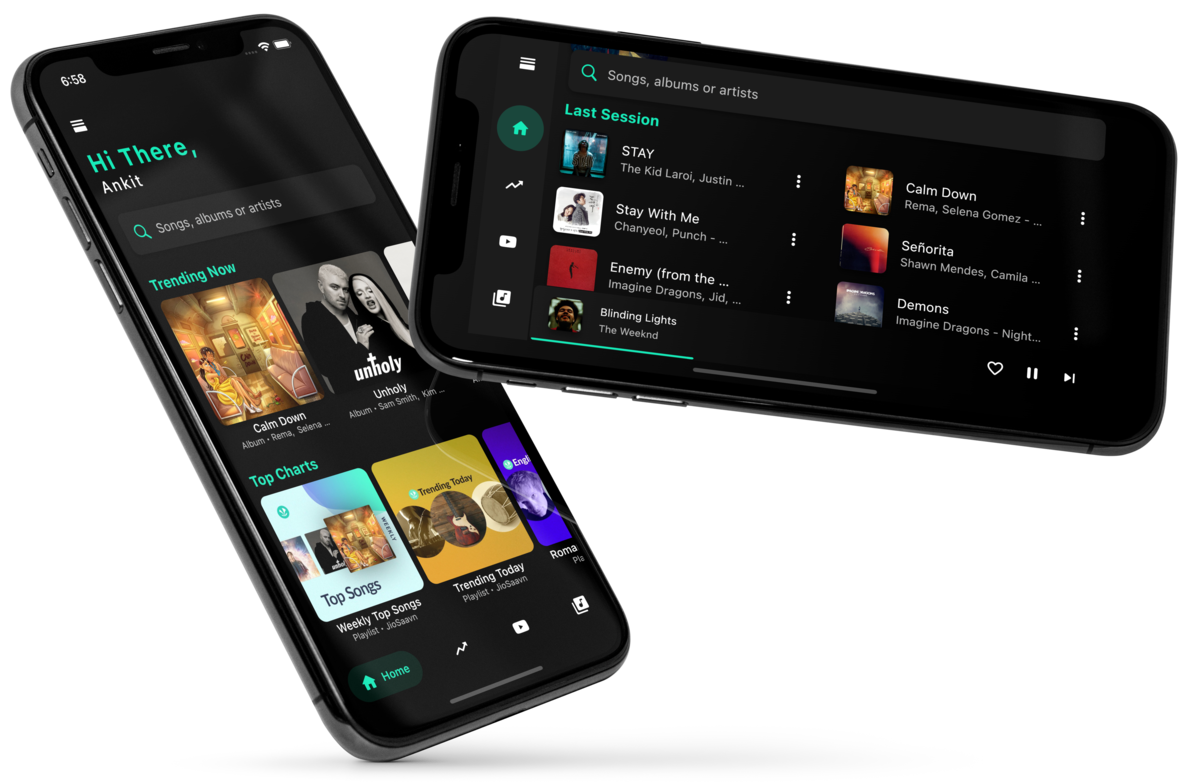 6:58
Hi There,
Ankit
Songs, albums or artists
Trending Now
unholy
Calm Down
Album • Rema, Selena ...
Unholy
Album • Sam Smith, Kim ...
Top Charts
WEEKLY
unholy
Top Songs
Weekly Top Songs
Playlist • JioSaavn
Trending Today
Trending Today
Playlist • JioSaavn
Engli
Roma
Pla
Home
Songs, albums or artists
Last Session
STAY
The Kid Laroi, Justin ...
Stay With Me
Chanyeol, Punch - ...
Enemy (from the ...
Imagine Dragons, Jid, ...
Calm Down
Rema, Selena Gomez - ...
Señorita
Shawn Mendes, Camila ...
Demons
Imagine Dragons - Night...
Blinding Lights
The Weeknd